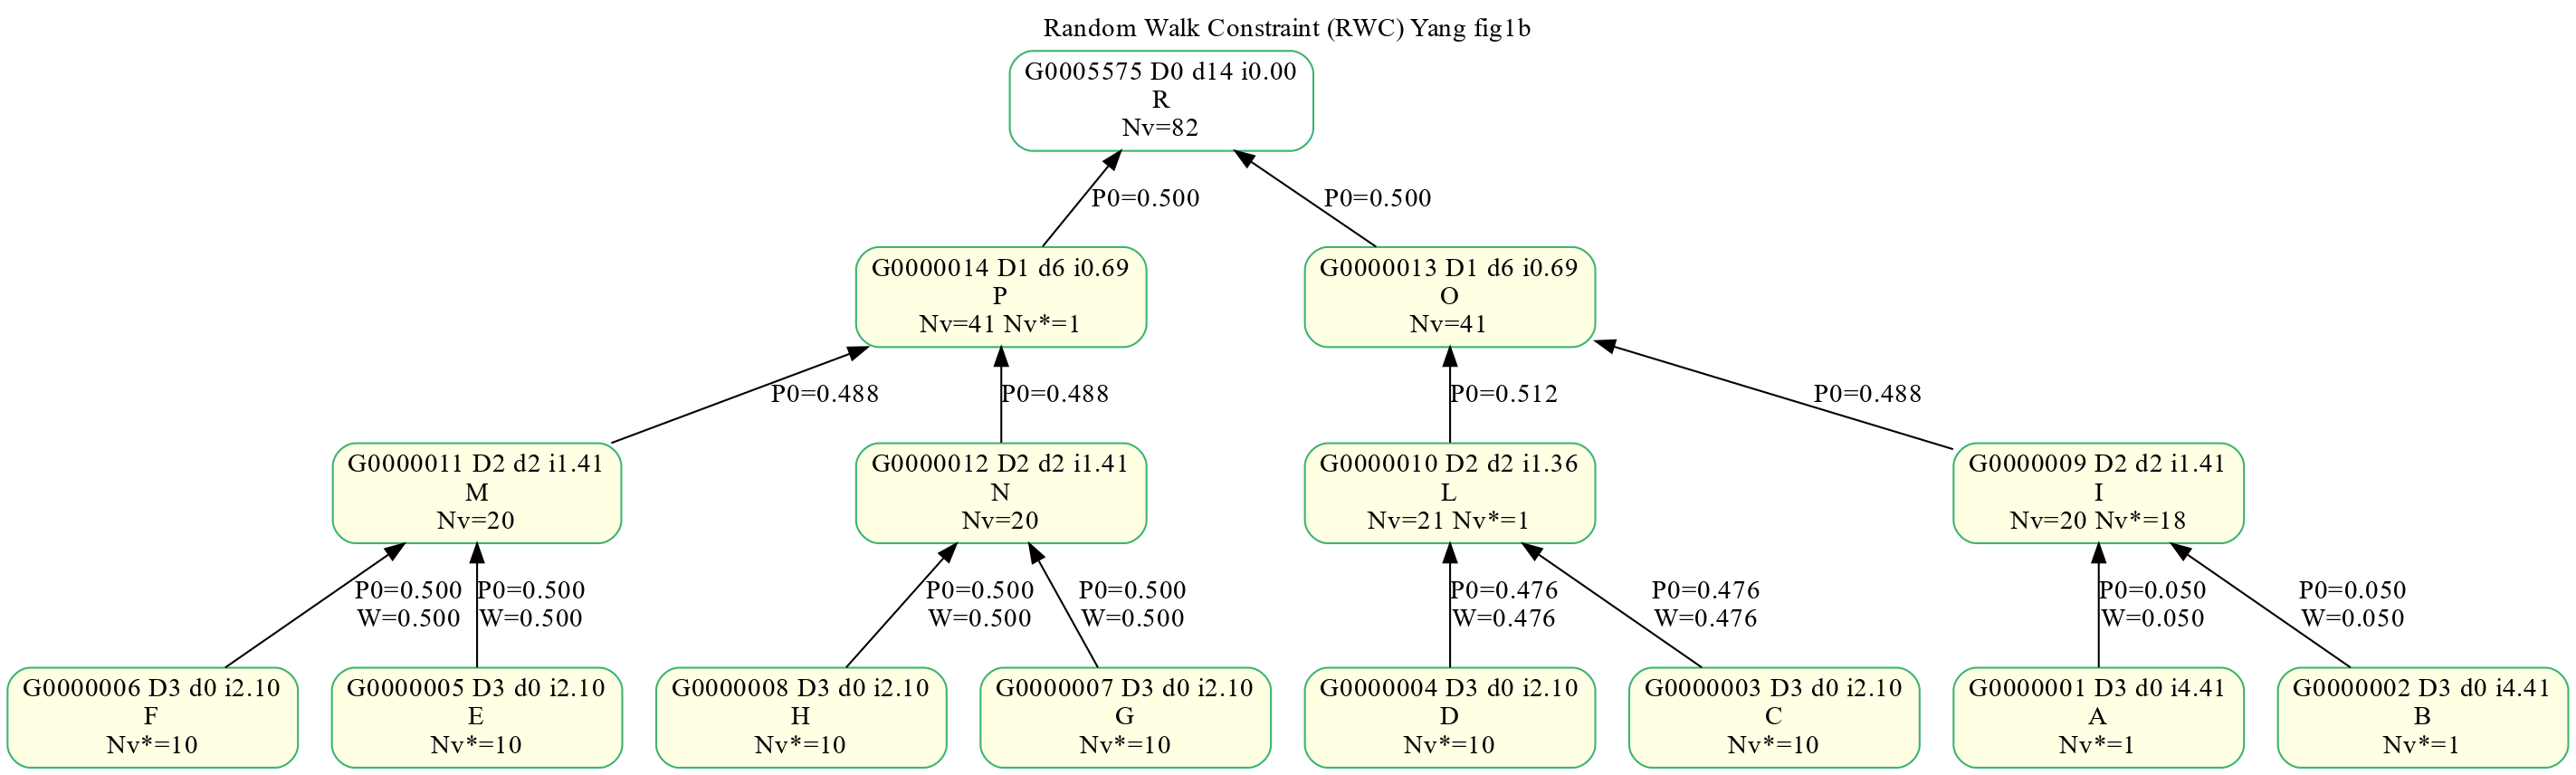 Random Walk Constraint (RWC) Yang fig1b
G0005575 D0 d14 i0.00
R
Nv=82
P0=0.500
P0=0.500
G0000014 D1 d6 i0.69
P
Nv=41 Nv*=1
G0000013 D1 d6 i0.69
O
Nv=41
P0=0.488
P0=0.488
P0=0.512
P0=0.488
G0000011 D2 d2 i1.41
M
Nv=20
G0000012 D2 d2 i1.41
N
Nv=20
G0000010 D2 d2 i1.36
L
Nv=21 Nv*=1
G0000009 D2 d2 i1.41
I
Nv=20 Nv*=18
P0=0.500
W=0.500
P0=0.500
W=0.500
P0=0.500
W=0.500
P0=0.500
W=0.500
P0=0.476
W=0.476
P0=0.476
W=0.476
P0=0.050
W=0.050
P0=0.050
W=0.050
G0000006 D3 d0 i2.10
F
Nv*=10
G0000005 D3 d0 i2.10
E
Nv*=10
G0000008 D3 d0 i2.10
H
Nv*=10
G0000007 D3 d0 i2.10
G
Nv*=10
G0000004 D3 d0 i2.10
D
Nv*=10
G0000003 D3 d0 i2.10
C
Nv*=10
G0000001 D3 d0 i4.41
A
Nv*=1
G0000002 D3 d0 i4.41
B
Nv*=1